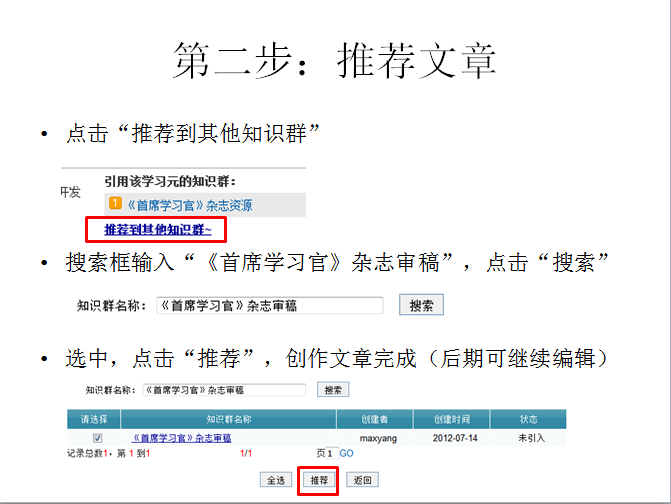 第二步：推荐文章
• 点击“推荐到其他知识群”
开发
引用该学习元的知识群：
1 《首席学习官》杂志资源
推荐到其他知识群~
• 搜索框输入“《首席学习官》杂志审稿”，点击“搜索”
知识群名称： 《首席学习官》杂志审稿 搜索
• 选中，点击“推荐”，创作文章完成（后期可继续编辑）
知识群名称： 《首席学习官》杂志审稿 搜索
请选择 知识群名称 创建者 创建时间 状态
《首席学习官》杂志审稿 maxyang 2012-07-14 未引入
记录总数1，第 1 到1 1/1 页 1 GO
全选 推荐 返回